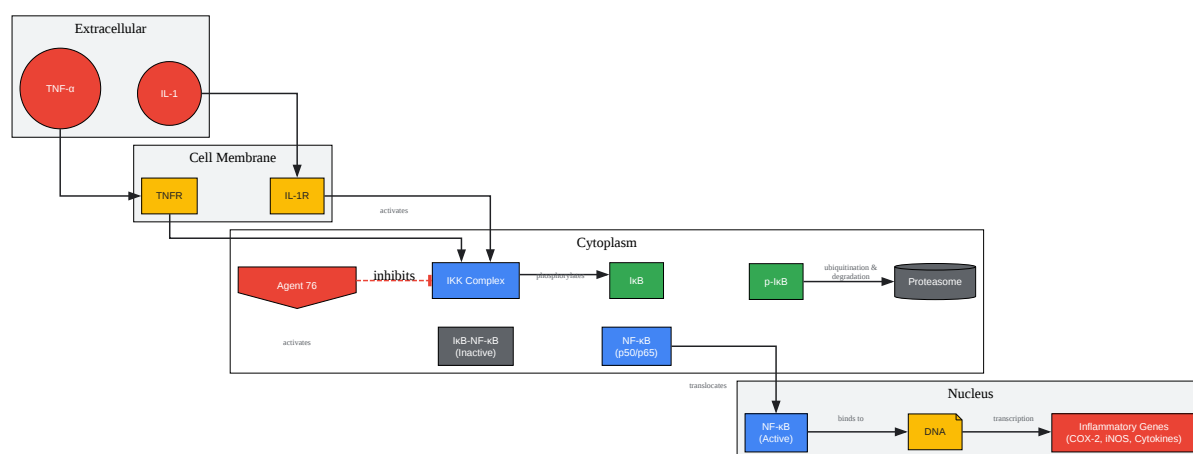 Extracellular
TNF-α
IL-1
Cell Membrane
TNFR
IL-1R
activates
Cytoplasm
Agent 76
inhibits
IKK Complex
phosphorylates
IκB
p-IκB
ubiquitination &
degradation
Proteasome
activates
IκB-NF-κB
(Inactive)
NF-κB
(p50/p65)
translocates
Nucleus
NF-κB
(Active)
binds to
DNA
transcription
Inflammatory Genes
(COX-2, iNOS, Cytokines)